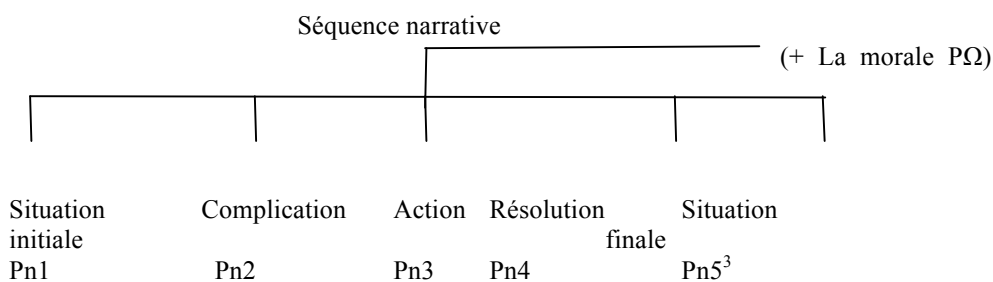 Séquence narrative
(+ La morale PΩ)
Situation Complication Action Résolution Situation
initiale finale
Pn1 Pn2 Pn3 Pn4 Pn5³